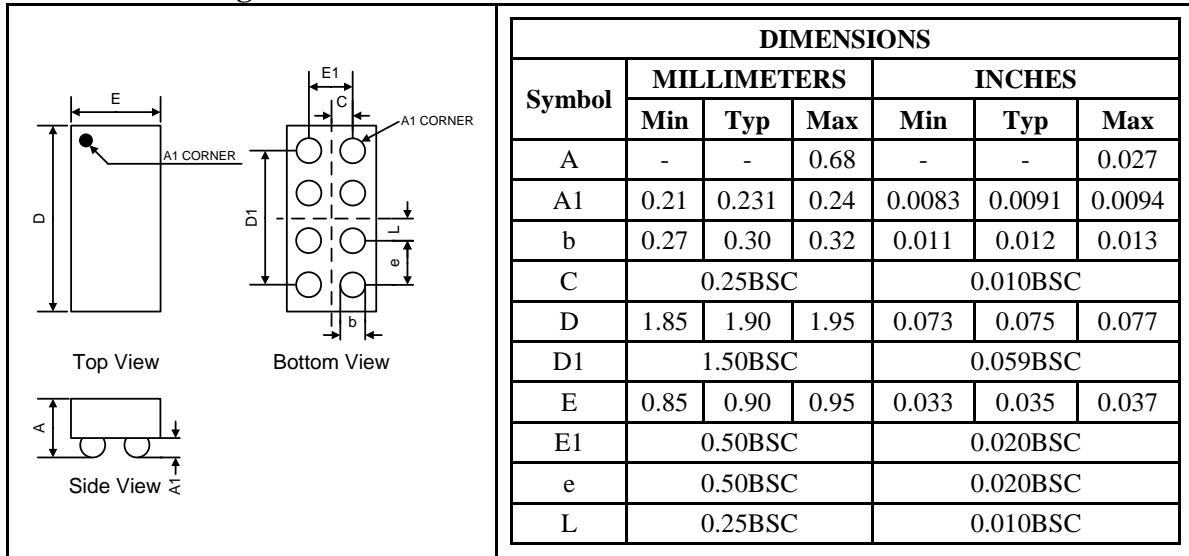 E
A1 CORNER
D
Top View
E1
C
A1 CORNER
D1
L
e
b
Bottom View
A
A1
Side View
DIMENSIONS
Symbol MILLIMETERS INCHES
Min Typ Max Min Typ Max
A - - 0.68 - - 0.027
A1 0.21 0.231 0.24 0.0083 0.0091 0.0094
b 0.27 0.30 0.32 0.011 0.012 0.013
C 0.25BSC 0.010BSC
D 1.85 1.90 1.95 0.073 0.075 0.077
D1 1.50BSC 0.059BSC
E 0.85 0.90 0.95 0.033 0.035 0.037
E1 0.50BSC 0.020BSC
e 0.50BSC 0.020BSC
L 0.25BSC 0.010BSC